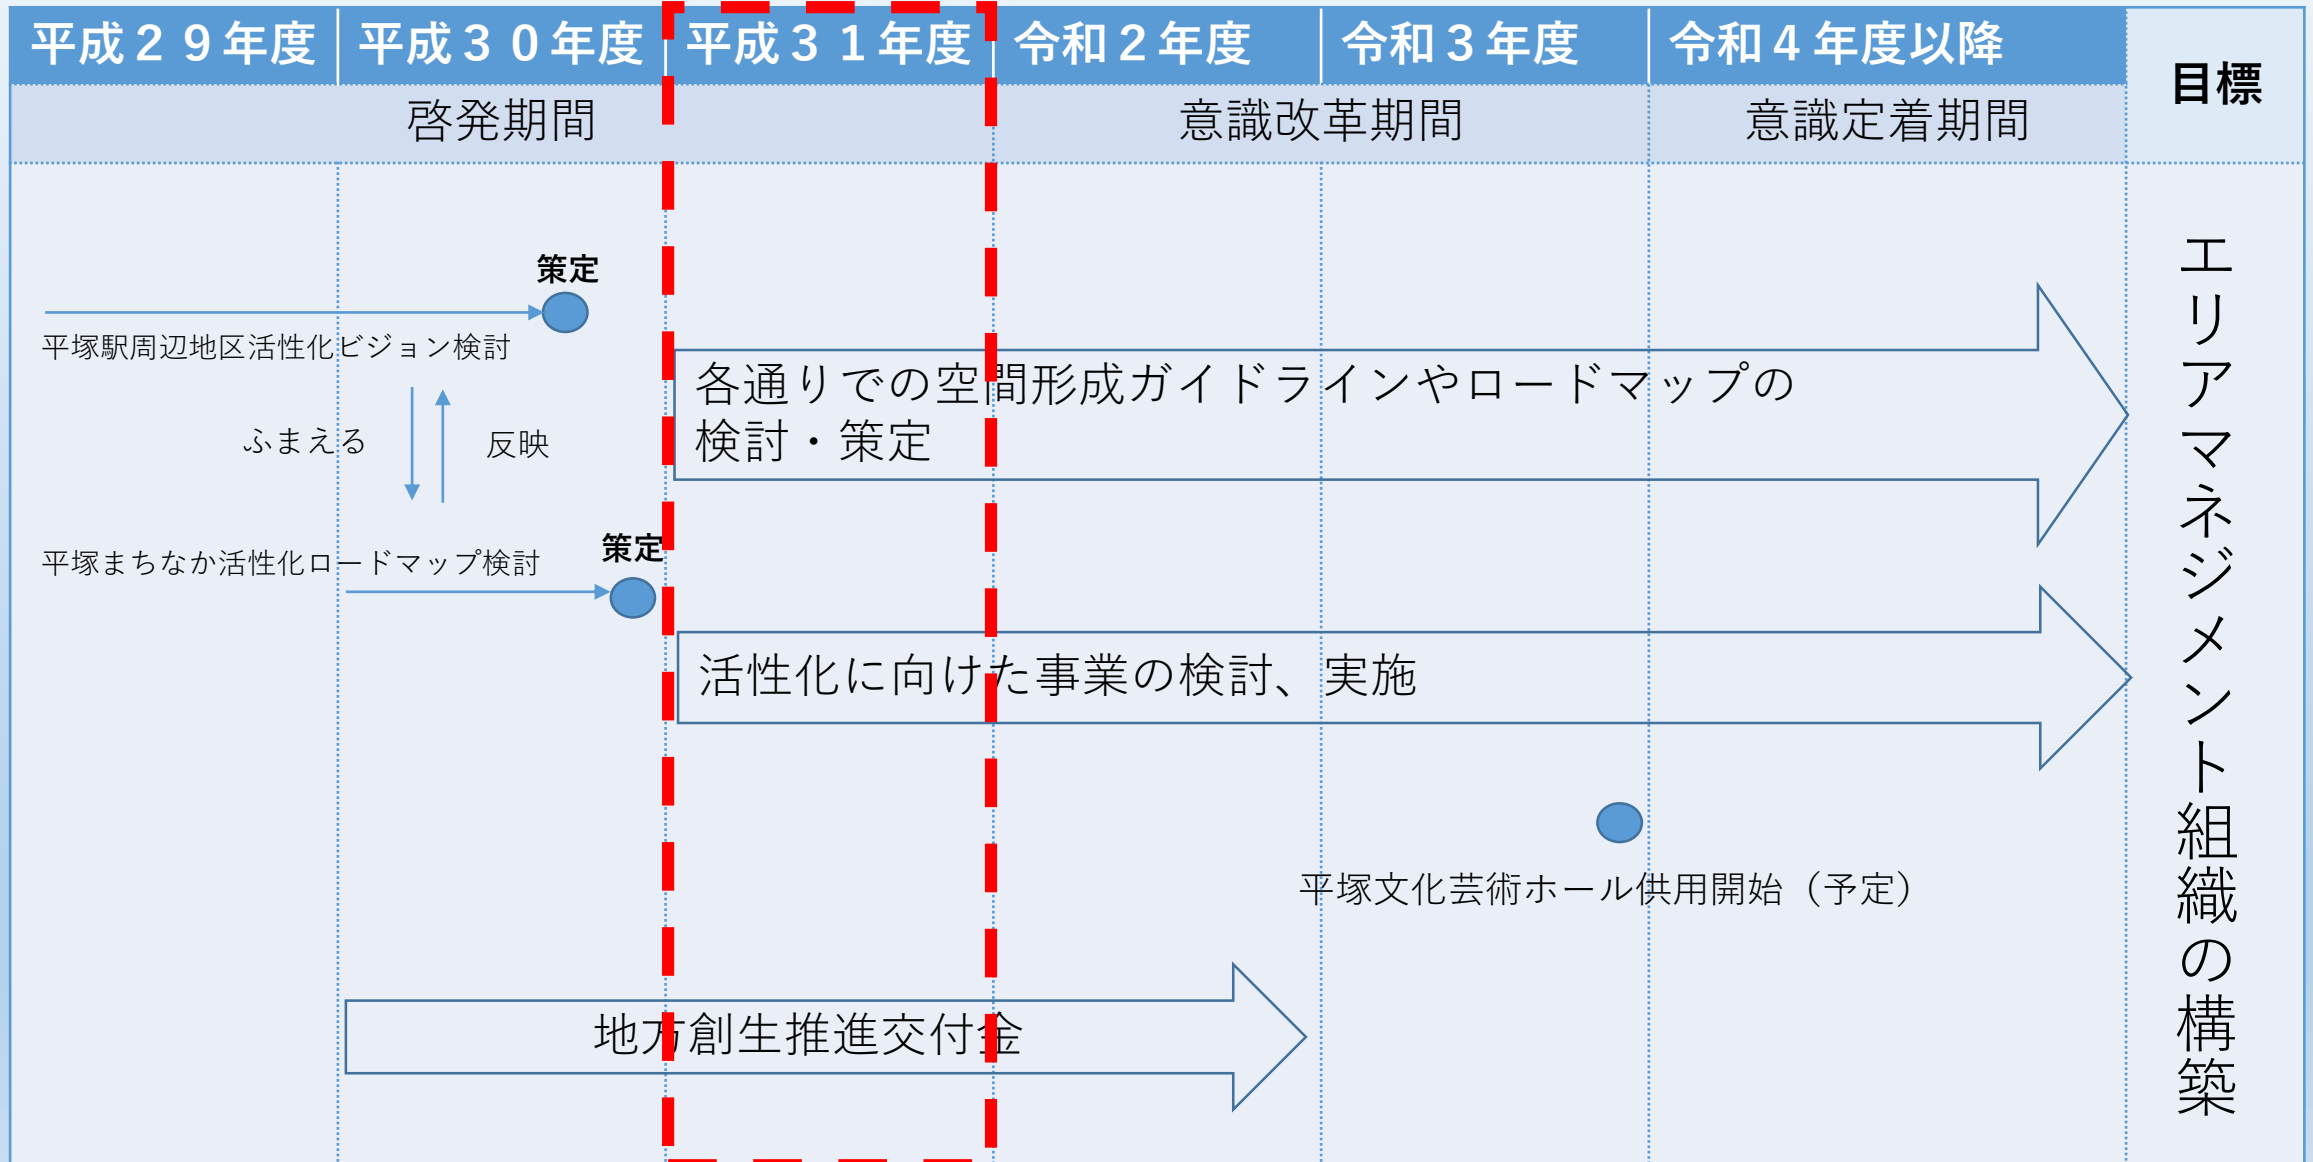 平成２９年度
平成３０年度
平成３１年度
令和２年度
令和３年度
令和４年度以降
目標
啓発期間
意識改革期間
意識定着期間
策定
平塚駅周辺地区活性化ビジョン検討
ふまえる
反映
平塚まちなか活性化ロードマップ検討
策定
各通りでの空間形成ガイドラインやロードマップの
検討・策定
活性化に向けた事業の検討、実施
平塚文化芸術ホール供用開始（予定）
地方創生推進交付金
エリアマネジメント組織の構築